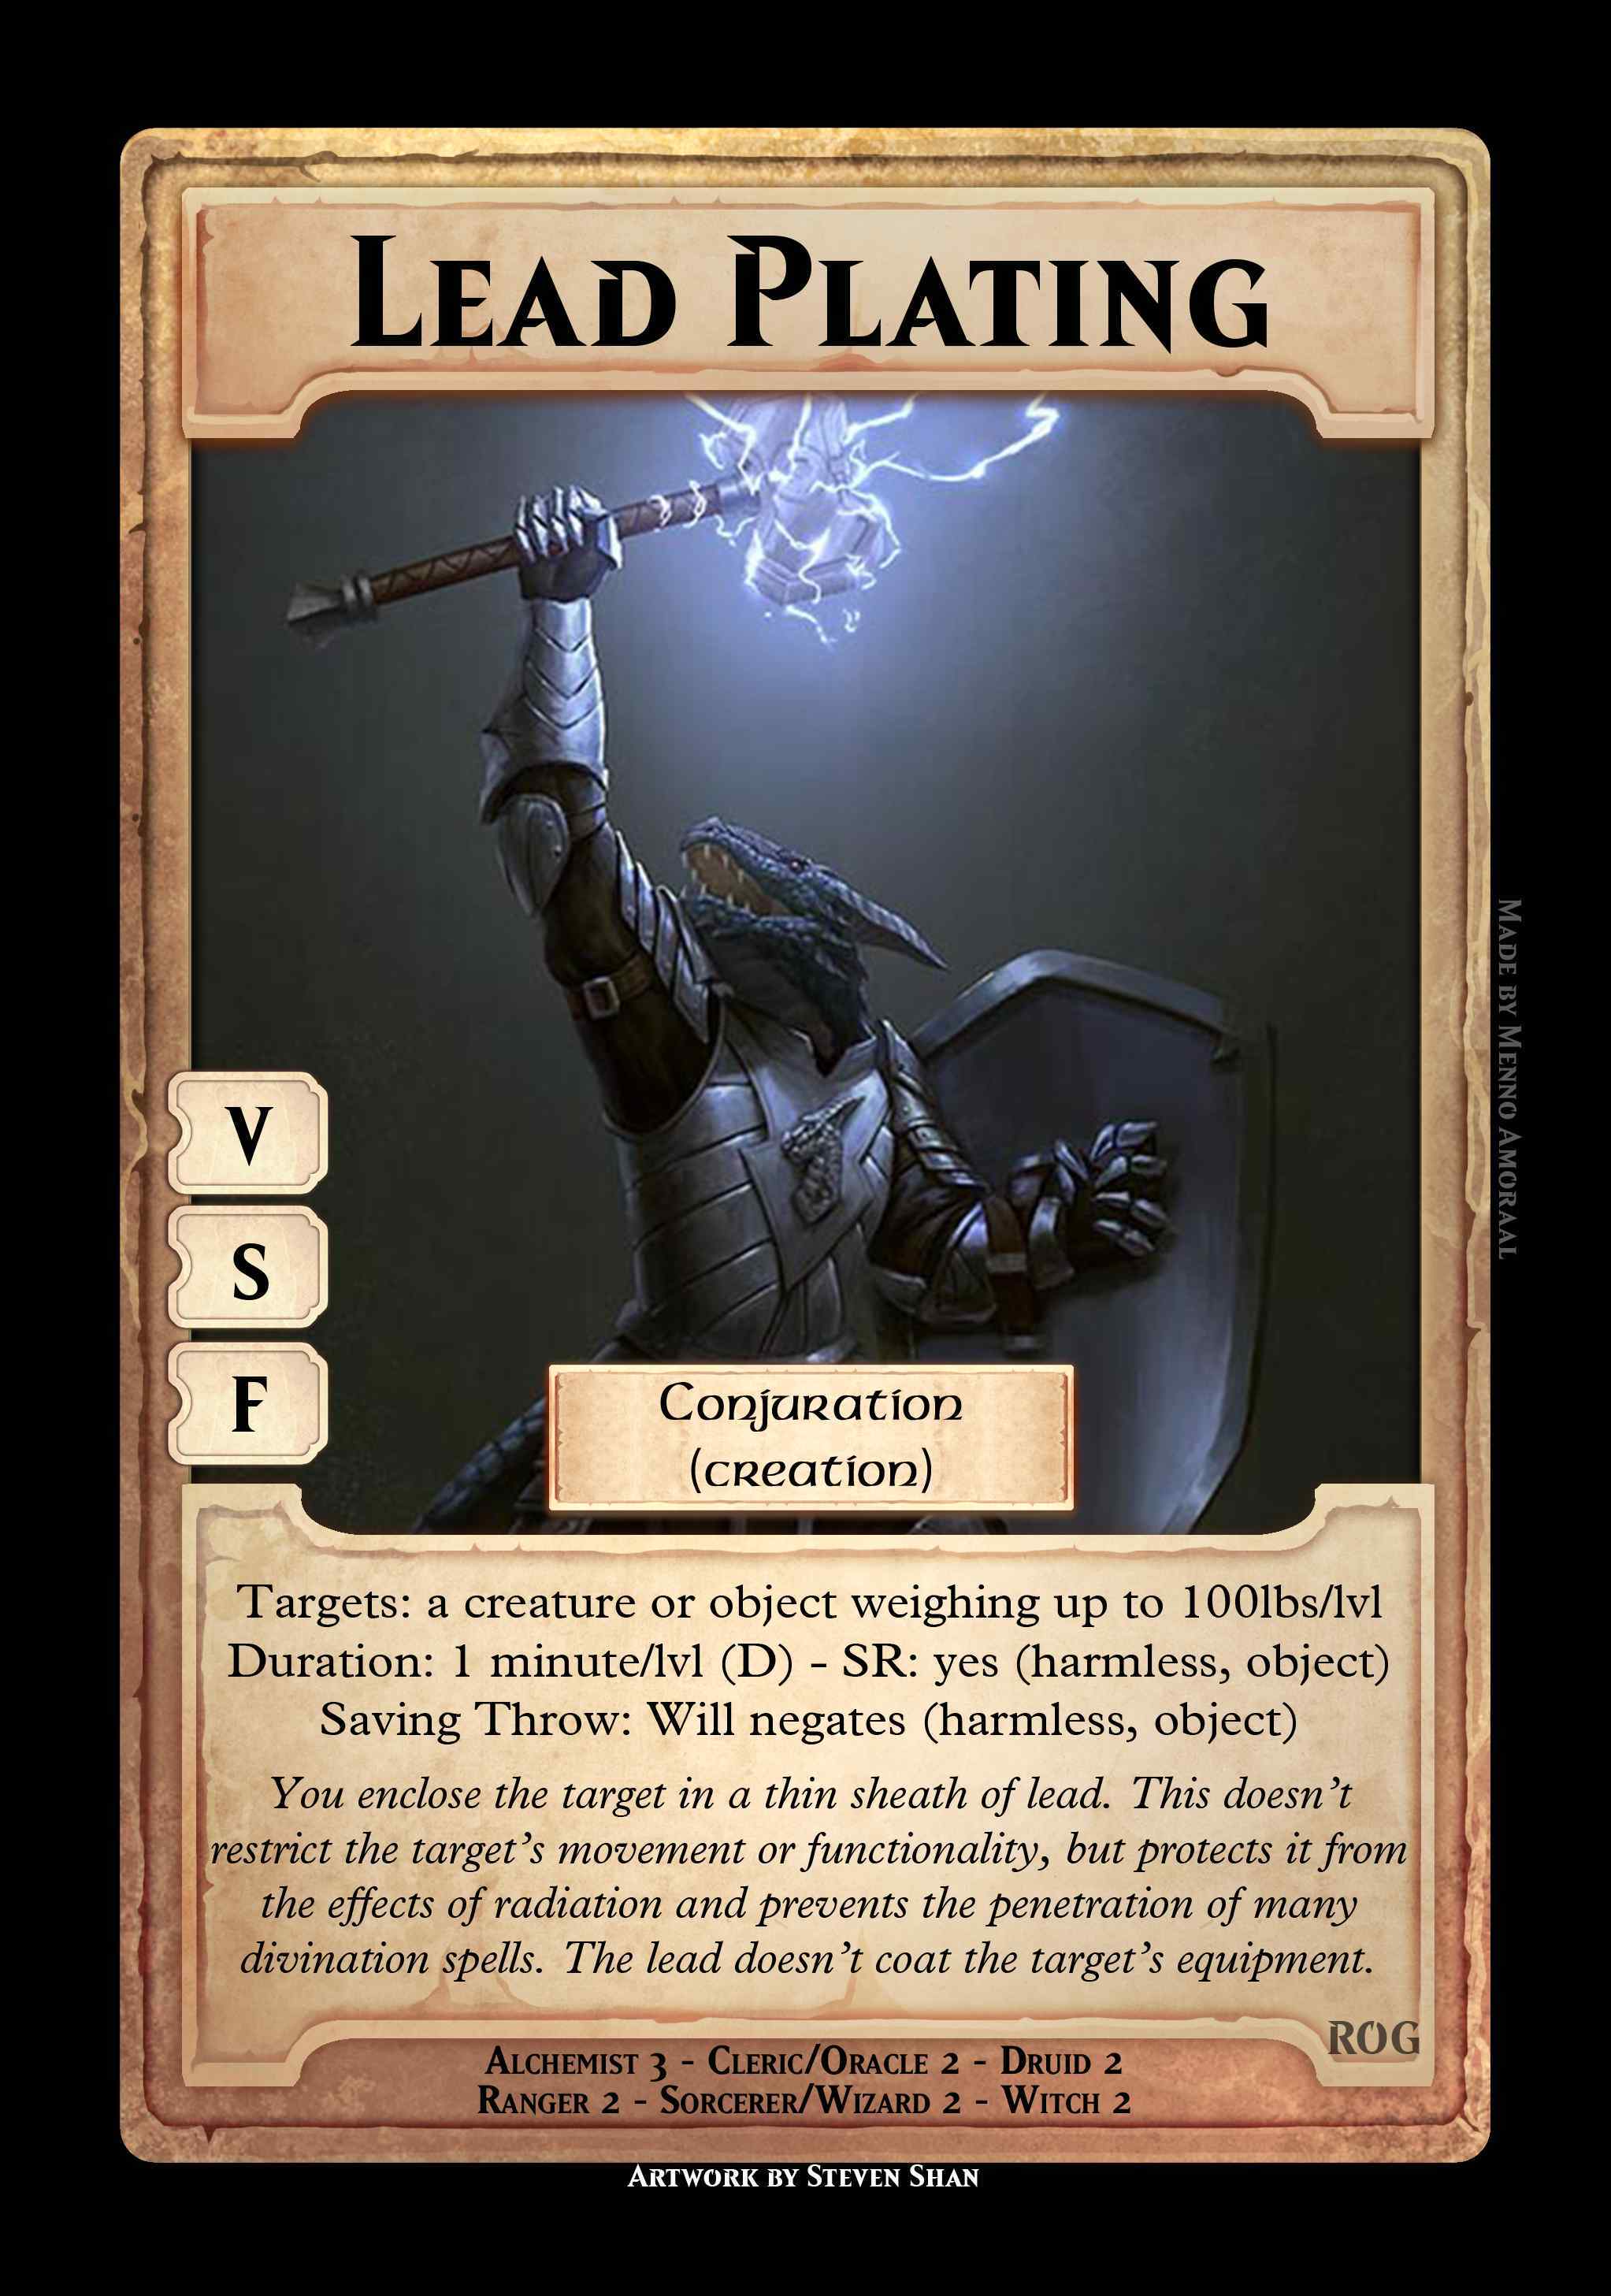 Lead Plating
V
S
F
Conjuration
(creation)
Targets: a creature or object weighing up to 100lbs/lvl
Duration: 1 minute/lvl (D) - SR: yes (harmless, object)
Saving Throw: Will negates (harmless, object)
You enclose the target in a thin sheath of lead. This doesn't
restrict the target's movement or functionality, but protects it from
the effects of radiation and prevents the penetration of many
divination spells. The lead doesn't coat the target's equipment.
ROG
Alchemist 3 - Cleric/Oracle 2 - Druid 2
Ranger 2 - Sorcerer/Wizard 2 - Witch 2
Artwork by Steven Shan
Made by Menno Amoraal